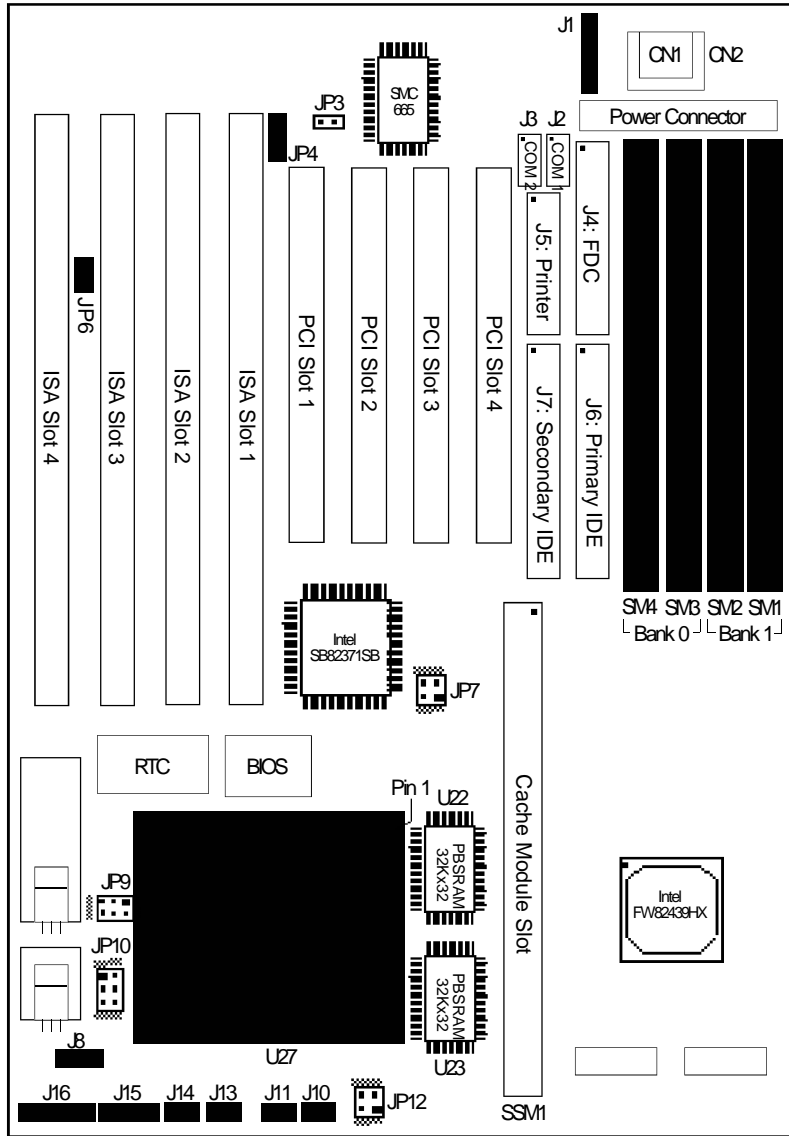 J1
CN1
CN2
SMC
665
JP3
J3
J2
Power Connector
COM 2
COM 1
JP4
J5: Printer
J4: FDC
JP6
ISA Slot 4
ISA Slot 3
ISA Slot 2
ISA Slot 1
PCI Slot 1
PCI Slot 2
PCI Slot 3
PCI Slot 4
J7: Secondary IDE
J6: Primary IDE
SM4
SM3
SM2
SM1
Bank 0
Bank 1
Intel
SB82371SB
JP7
RTC
BIOS
Pin 1
U22
PBSRAM
32Kx32
Cache Module Slot
Intel
FW82439HX
JP9
JP10
PBSRAM
32Kx32
J8
U27
U23
J16
J15
J14
J13
J11
J10
JP12
SSM1